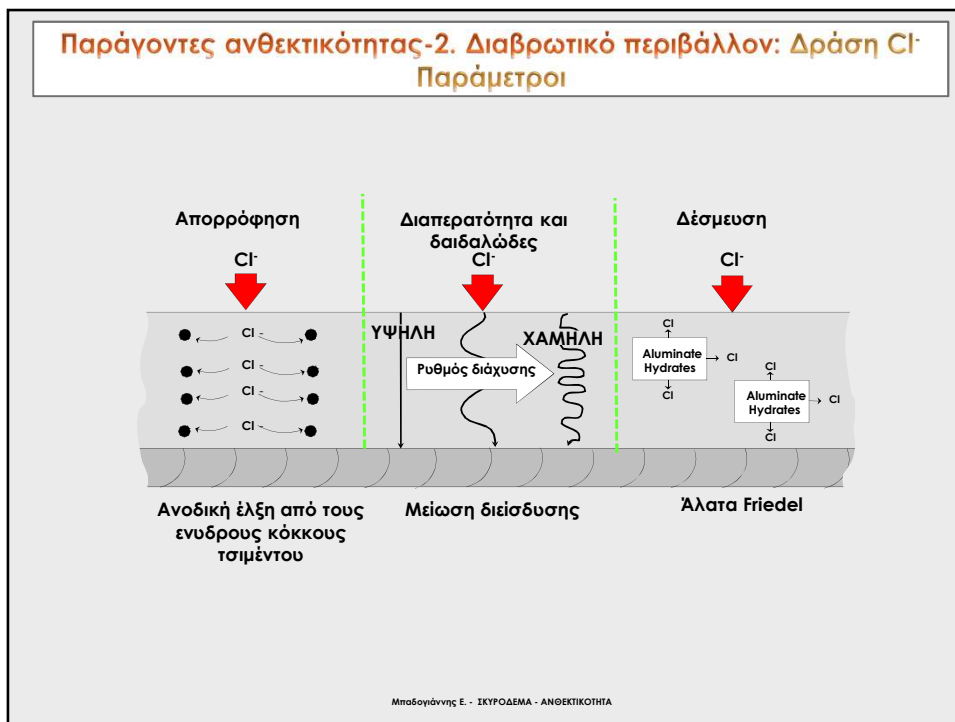 Παράγοντες ανθεκτικότητας-2. Διαβρωτικό περιβάλλον: Δράση Cl-
Παράμετροι
Απορρόφηση
Cl-
Διαπερατότητα και
δαιδαλώδες
Cl-
Δέσμευση
Cl-
Cl -
Cl -
Cl -
Cl -
ΥΨΗΛΗ
ΧΑΜΗΛΗ
Ρυθμός διάχυσης
Cl
Aluminate
Hydrates
Cl
Cl
Cl
Aluminate
Hydrates
Cl
Cl
Ανοδική έλξη από τους
ενυδρους κόκκους
τσιμέντου
Μείωση διείσδυσης
Άλατα Friedel
Μπαδογιάννης Ε. - ΣΚΥΡΟΔΕΜΑ - ΑΝΘΕΚΤΙΚΟΤΗΤΑ